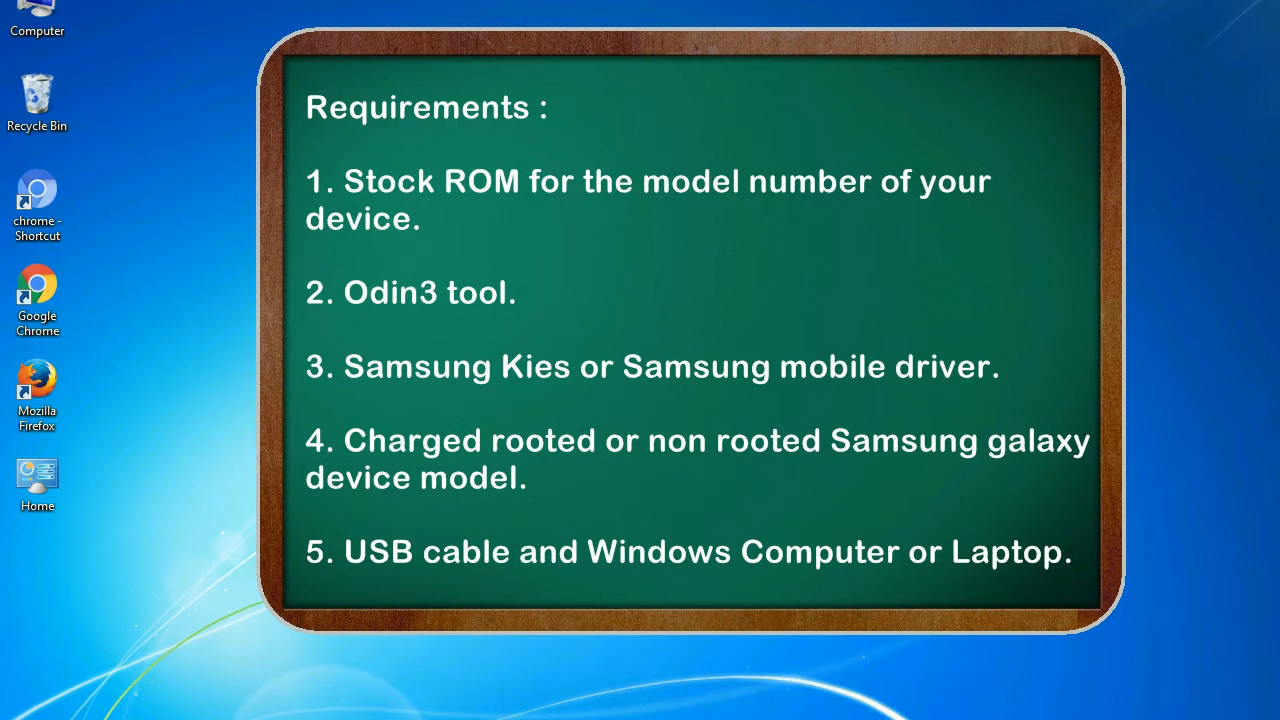 Computer
Recycle Bin
chrome -
Shortcut
Google
Chrome
Mozilla
Firefox
Home
Requirements :
1. Stock ROM for the model number of your
device.
2. Odin3 tool.
3. Samsung Kies or Samsung mobile driver.
4. Charged rooted or non rooted Samsung galaxy
device model.
5. USB cable and Windows Computer or Laptop.